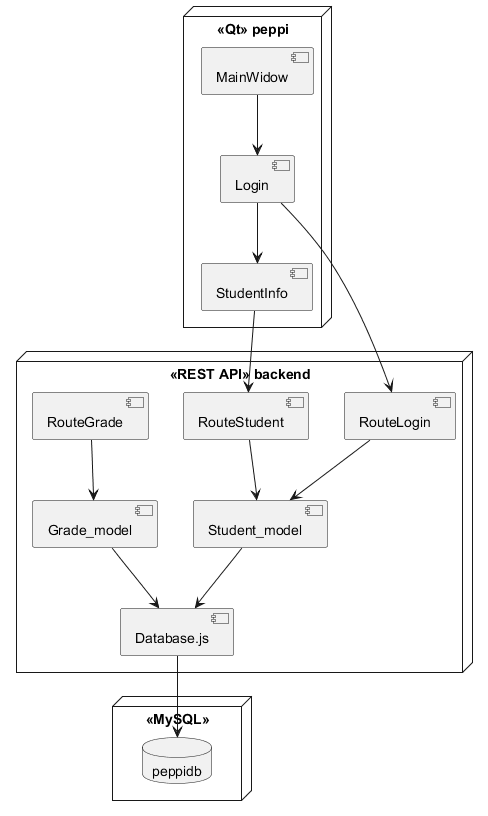 «Qt» peppi
MainWidow
Login
StudentInfo
«REST API» backend
RouteGrade
RouteStudent
RouteLogin
Grade_model
Student_model
Database.js
«MySQL»
peppidb